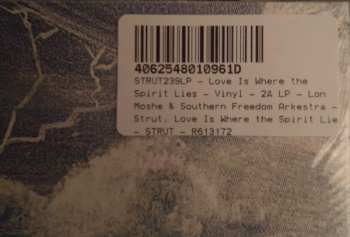 4062548010961D
STRUT239LP - Love Is Where the
Spirit Lies - Vinyl - 2A LP - Lon
Moshe & Southern Freedom Arkestra -
Strut. Love Is Where the Spirit Lie
- STRUT - R613172